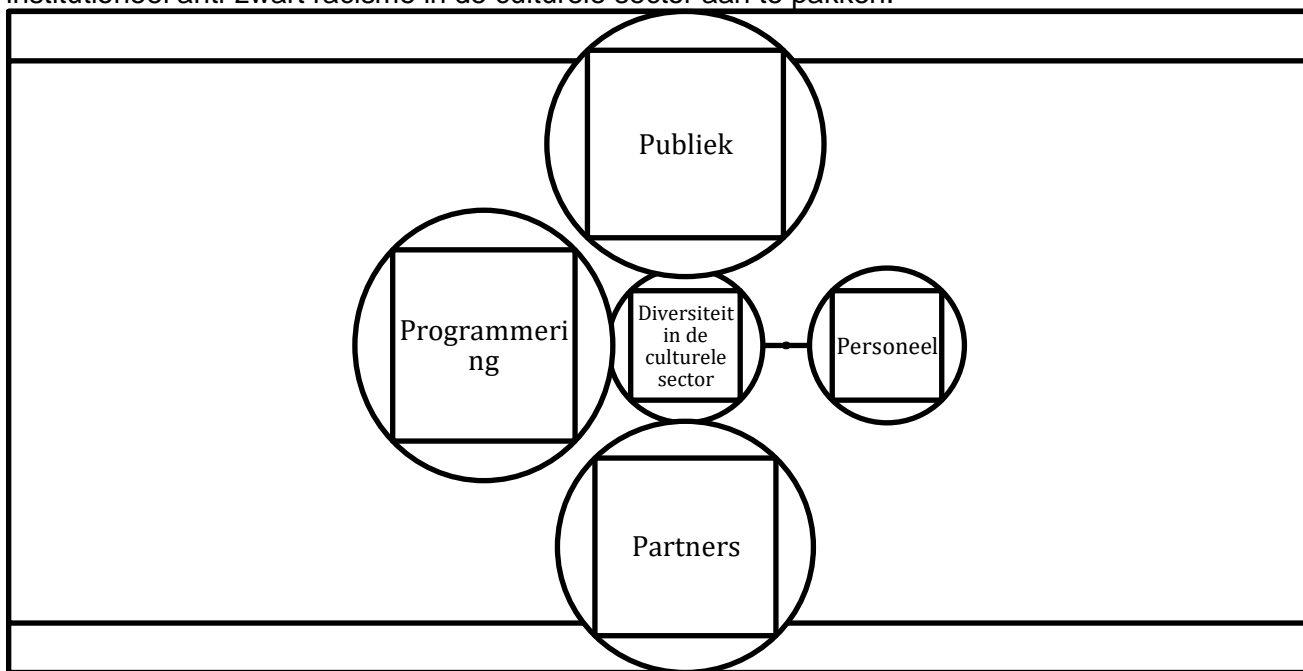 institutioneel anti-zwart racisme in de culturele sector aan te pakken.
Publiek
Programmeri
ng
Diversiteit
in de
culturele
sector
Personeel
Partners